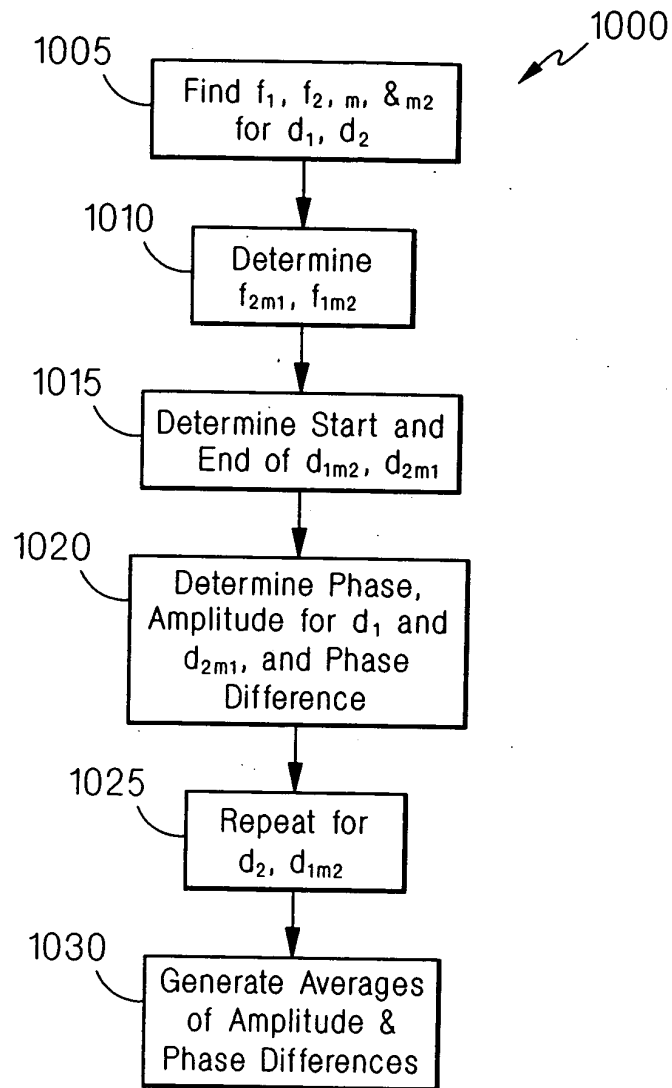 1000
1005
Find f₁, f₂, m, &m2
for d₁, d₂
1010
Determine
f₂ₘ₁, f₁ₘ₂
1015
Determine Start and
End of d₁ₘ₂, d₂ₘ₁
1020
Determine Phase,
Amplitude for d₁ and
d₂ₘ₁, and Phase
Difference
1025
Repeat for
d₂, d₁ₘ₂
1030
Generate Averages
of Amplitude &
Phase Differences